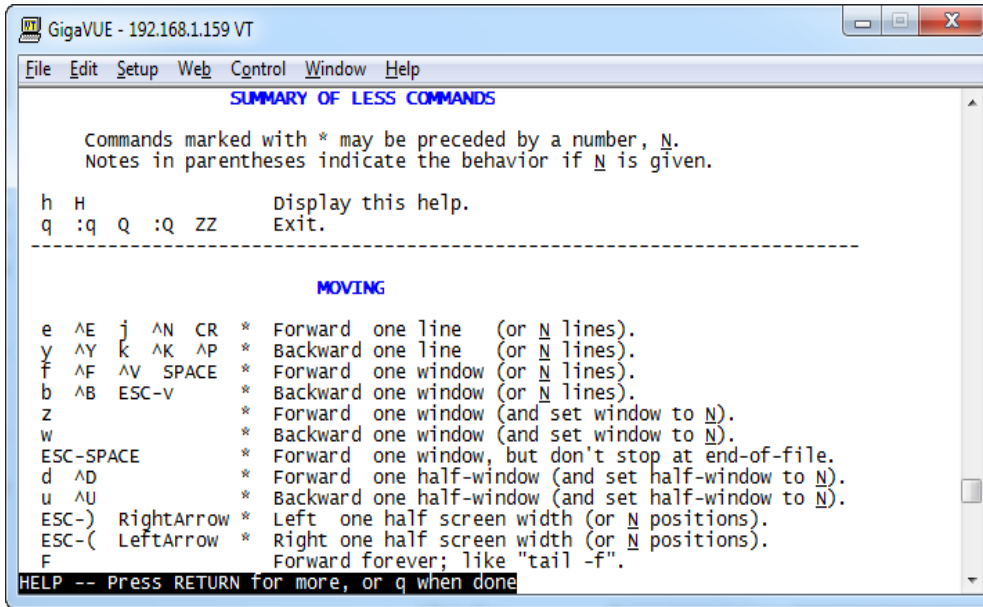 GigaVUE - 192.168.1.159 VT
File Edit Setup Web Control Window Help
SUMMARY OF LESS COMMANDS
Commands marked with * may be preceded by a number, N.
Notes in parentheses indicate the behavior if N is given.
h H Display this help.
q :q Q :Q ZZ Exit.
---------------------------------------------------------------------------
MOVING
e ^E j ^N CR * Forward one line (or N lines).
y ^Y k ^K ^P * Backward one line (or N lines).
f ^F ^V SPACE * Forward one window (or N lines).
b ^B ESC-v * Backward one window (or N lines).
z * Forward one window (and set window to N).
w * Backward one window (and set window to N).
ESC-SPACE * Forward one window, but don't stop at end-of-file.
d ^D * Forward one half-window (and set half-window to N).
u ^U * Backward one half-window (and set half-window to N).
ESC-) RightArrow * Left one half screen width (or N positions).
ESC-( LeftArrow * Right one half screen width (or N positions).
F Forward forever; like "tail -f".
HELP -- Press RETURN for more, or q when done